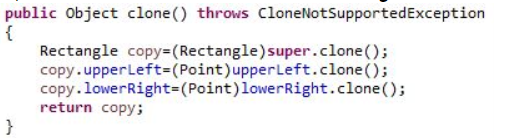 public Object clone() throws CloneNotSupportedException
{
    Rectangle copy=(Rectangle)super.clone();
    copy.upperLeft=(Point)upperLeft.clone();
    copy.lowerRight=(Point)lowerRight.clone();
    return copy;
}